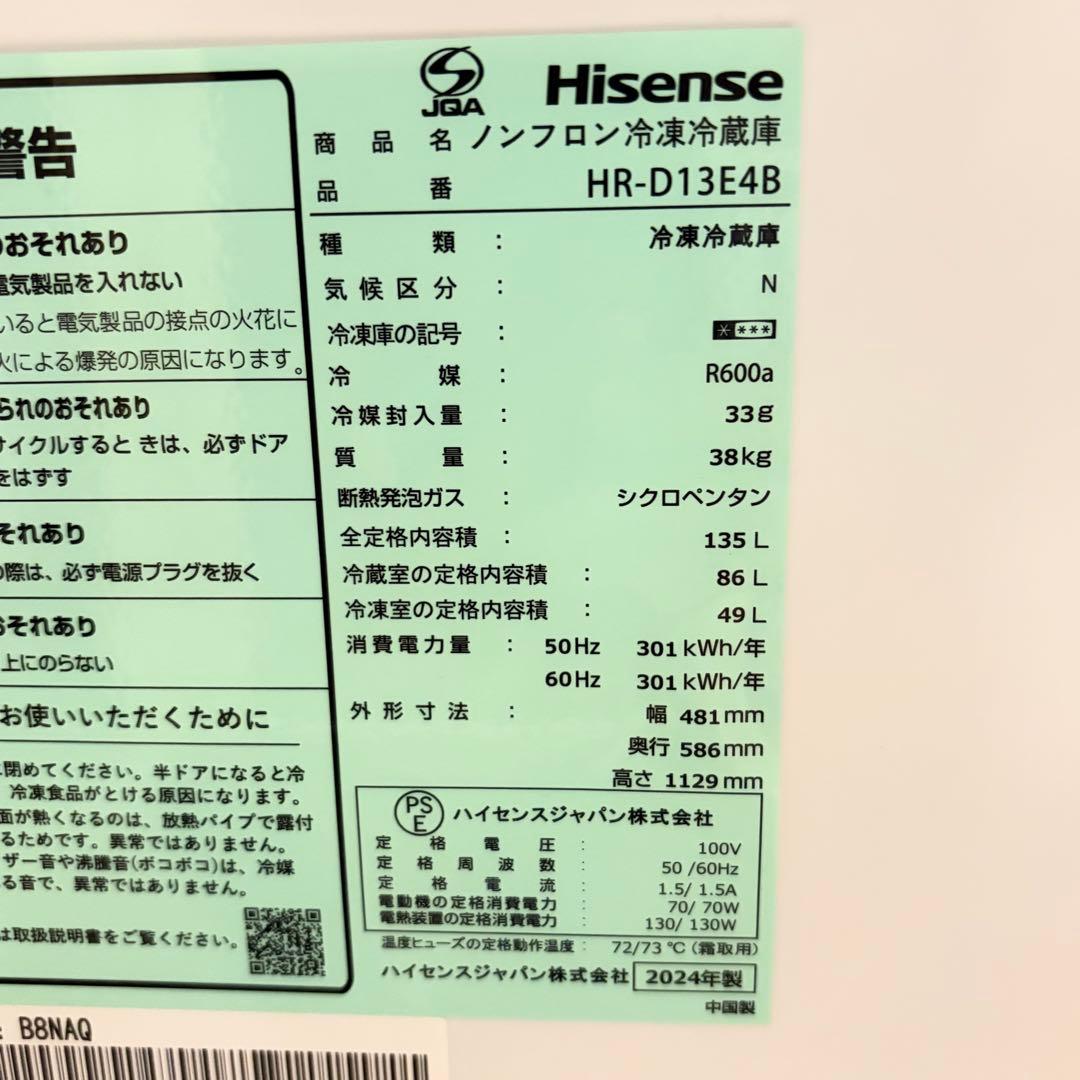 警告
のおそれあり
電気製品を入れない
いると電気製品の接点の火花に
火による爆発の原因になります。
られのおそれあり
サイクルするときは、必ずドア
をはずす
それあり
の際は、必ず電源プラグを抜く
おそれあり
上にのらない
お使いいただくために
に閉めてください。半ドアになると冷
冷凍食品がとける原因になります。
面が熱くなるのは、放熱パイプで露付
るためです。異常ではありません。
ザー音や沸騰音(ボコボコ)は、冷媒
る音で、異常ではありません。
は取扱説明書をご覧ください。
JQA
Hisense
商品名 ノンフロン冷凍冷蔵庫
品番 HR-D13E4B
種類 : 冷凍冷蔵庫
気候区分 : N
冷凍庫の記号 : * ***
冷媒 : R600a
冷媒封入量 : 33g
質量 : 38kg
断熱発泡ガス : シクロペンタン
全定格内容積 : 135 L
冷蔵室の定格内容積 : 86 L
冷凍室の定格内容積 : 49 L
消費電力量 : 50Hz 301 kWh/年
60Hz 301 kWh/年
外形寸法 : 幅 481mm
奥行 586mm
高さ 1129mm
PSE ハイセンスジャパン株式会社
定格電圧 : 100V
定格周波数 : 50 /60Hz
定格電流 : 1.5/ 1.5A
電動機の定格消費電力 : 70/ 70W
電熱装置の定格消費電力 : 130/ 130W
温度ヒューズの定格動作温度 : 72/73 ℃ (霜取用)
ハイセンスジャパン株式会社 2024年製
中国製
: B8NAQ